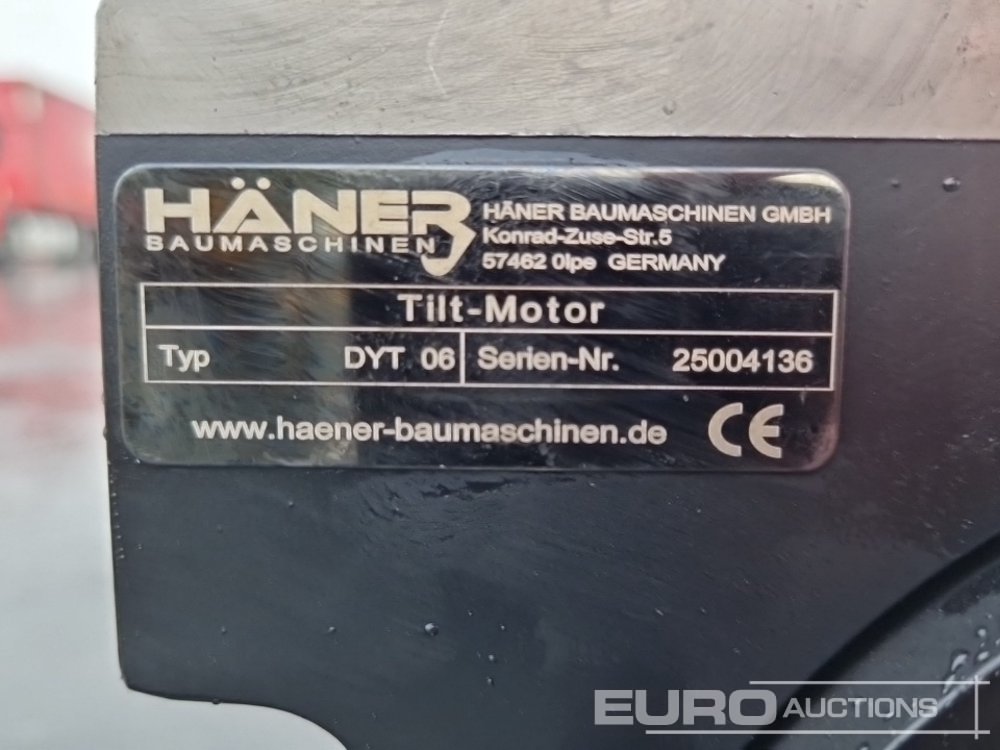 HÄNER
BAUMASCHINEN
HÄNER BAUMASCHINEN GMBH
Konrad-Zuse-Str.5
57462 0lpe GERMANY
Tilt-Motor
Typ DYT 06 Serien-Nr. 25004136
www.haener-baumaschinen.de CE
EURO AUCTIONS